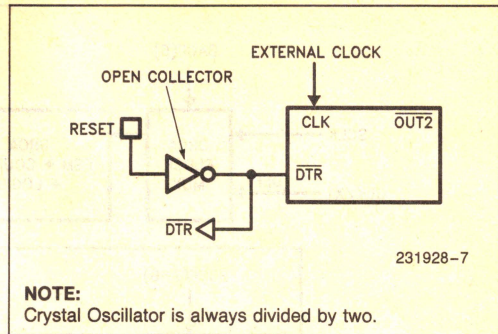 EXTERNAL CLOCK
OPEN COLLECTOR
CLK
OUT2
RESET
DTR
DTR
231928-7
NOTE:
Crystal Oscillator is always divided by two.